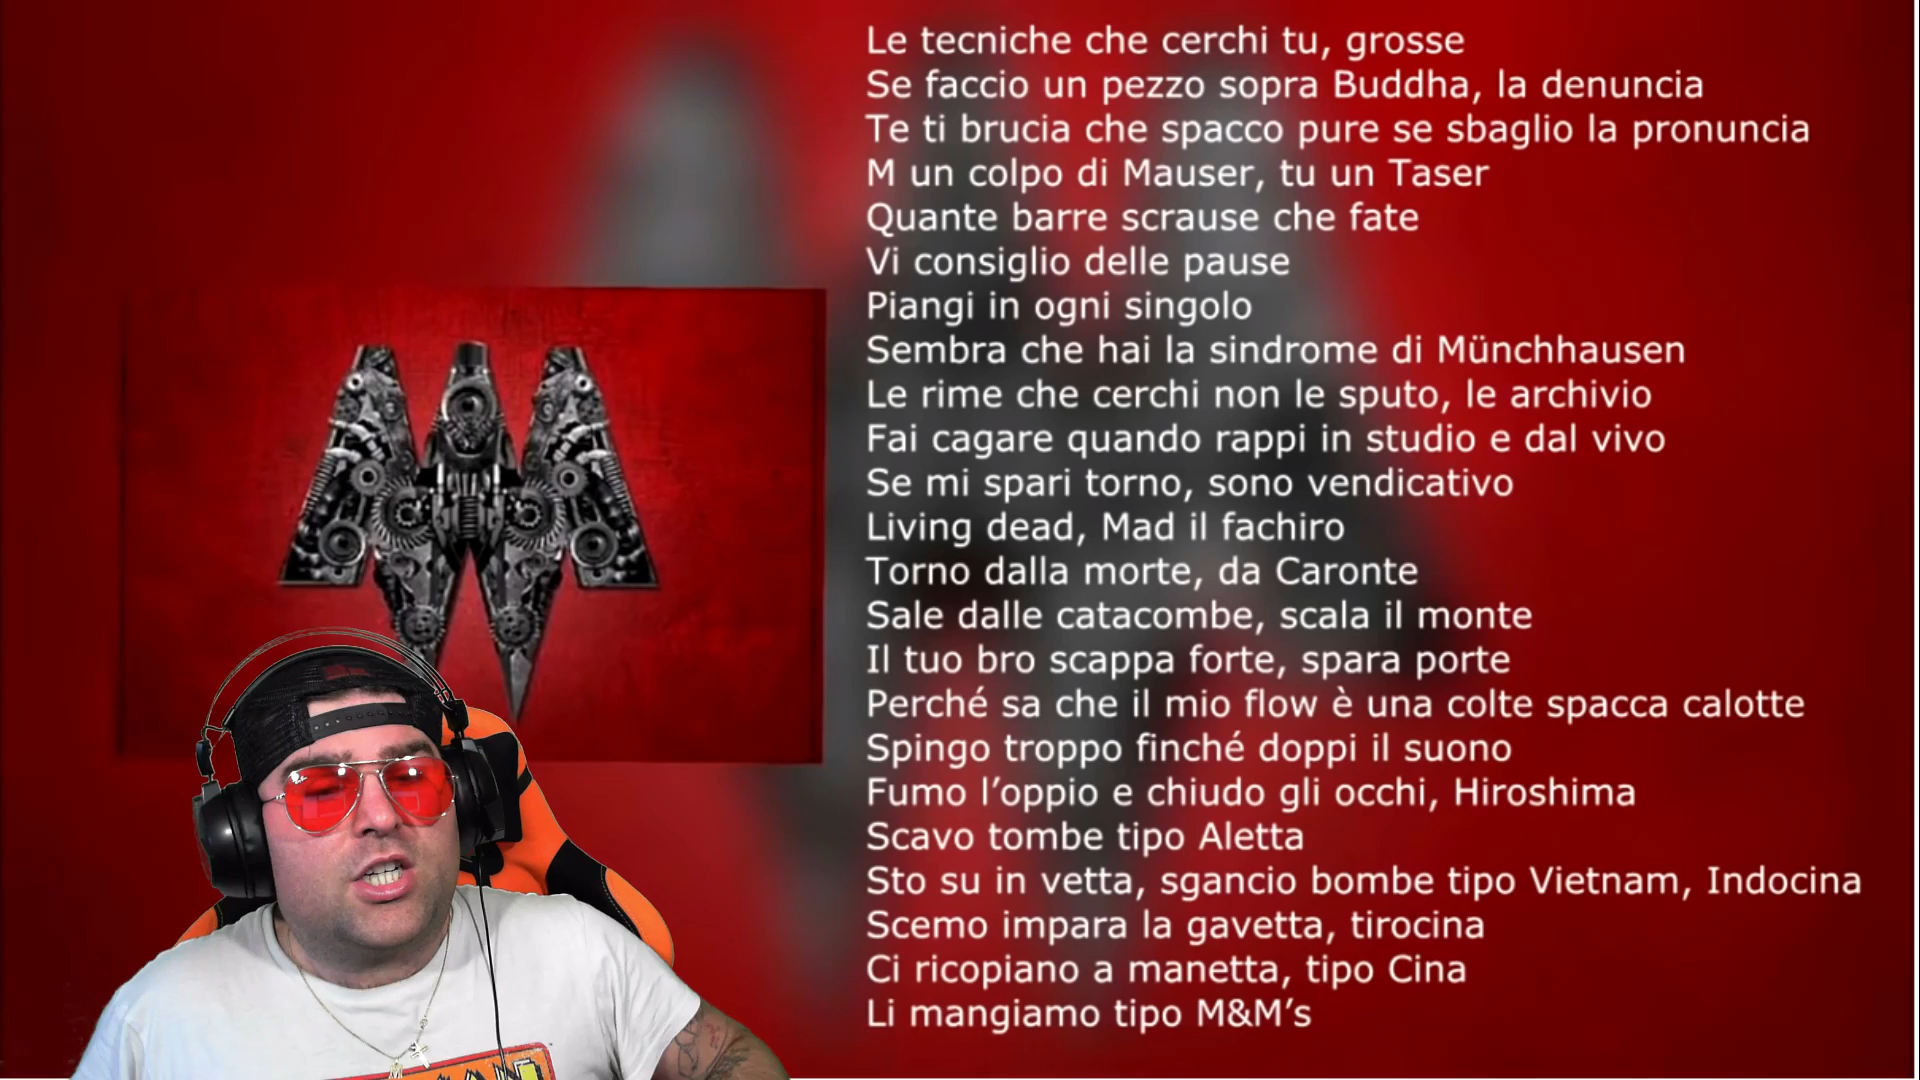 Le tecniche che cerchi tu, grosse
Se faccio un pezzo sopra Buddha, la denuncia
Te ti brucia che spacco pure se sbaglio la pronuncia
M un colpo di Mauser, tu un Taser
Quante barre scrause che fate
Vi consiglio delle pause
Piangi in ogni singolo
Sembra che hai la sindrome di Münchhausen
Le rime che cerchi non le sputo, le archivio
Fai cagare quando rappi in studio e dal vivo
Se mi spari torno, sono vendicativo
Living dead, Mad il fachiro
Torno dalla morte, da Caronte
Sale dalle catacombe, scala il monte
Il tuo bro scappa forte, spara porte
Perché sa che il mio flow è una colte spacca calotte
Spingo troppo finché doppi il suono
Fumo l’oppio e chiudo gli occhi, Hiroshima
Scavo tombe tipo Aletta
Sto su in vetta, sgancio bombe tipo Vietnam, Indocina
Scemo impara la gavetta, tirocina
Ci ricopiano a manetta, tipo Cina
Li mangiamo tipo M&M’s